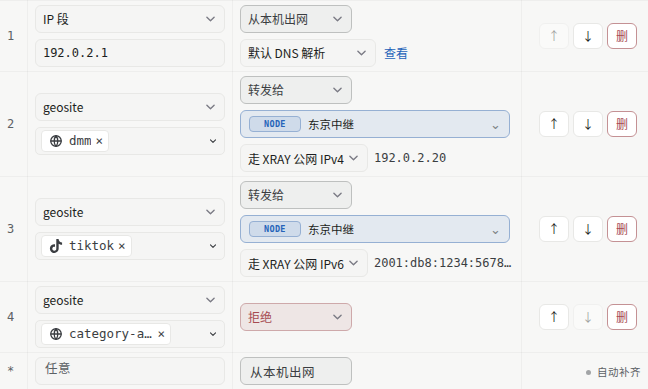 1
IP 段
从本机出网
192.0.2.1
默认 DNS 解析
查看
↑
↓
删
2
geosite
dmm ×
转发给
NODE 东京中继
走 XRAY 公网 IPv4
192.0.2.20
↑
↓
删
3
geosite
tiktok ×
转发给
NODE 东京中继
走 XRAY 公网 IPv6
2001:db8:1234:5678…
↑
↓
删
4
geosite
category-a… ×
拒绝
↑
↓
删
*
任意
从本机出网
自动补齐